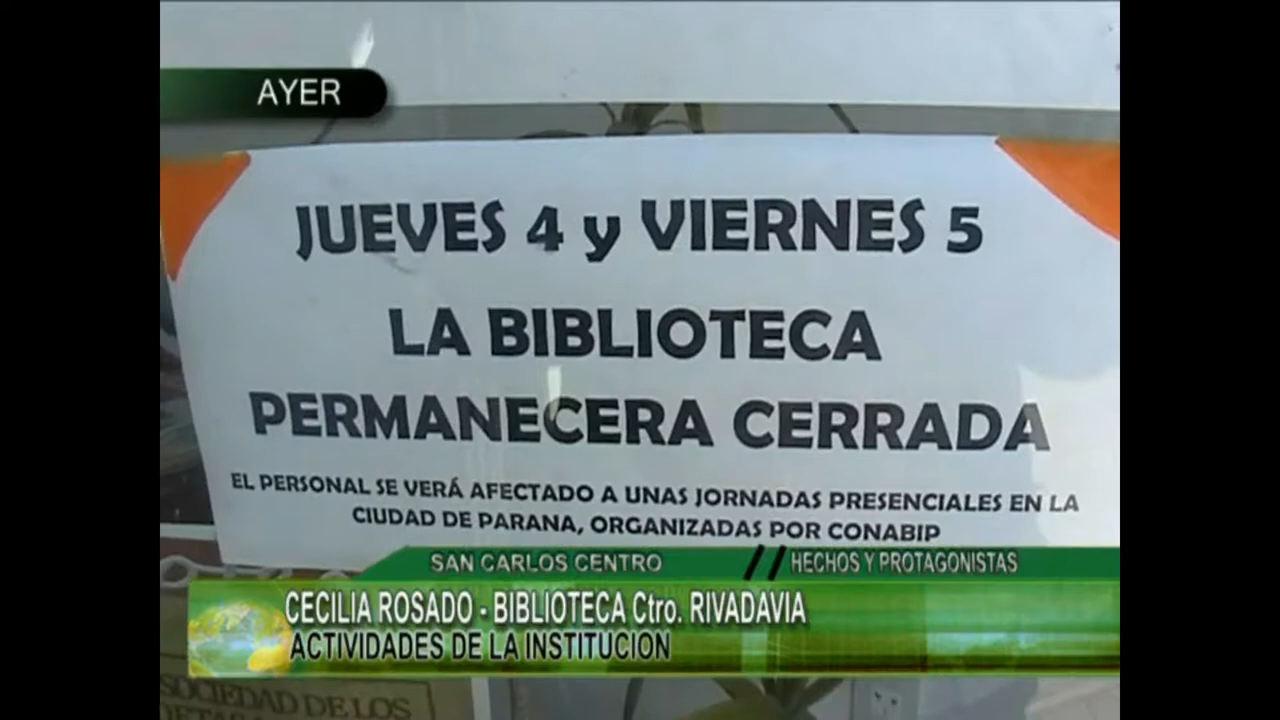 AYER
JUEVES 4 y VIERNES 5
LA BIBLIOTECA
PERMANECERA CERRADA
EL PERSONAL SE VERÁ AFECTADO A UNAS JORNADAS PRESENCIALES EN LA
CIUDAD DE PARANA, ORGANIZADAS POR CONABIP
SAN CARLOS CENTRO // HECHOS Y PROTAGONISTAS
CECILIA ROSADO - BIBLIOTECA Ctro. RIVADAVIA
ACTIVIDADES DE LA INSTITUCION
SOCIEDAD DE LOS